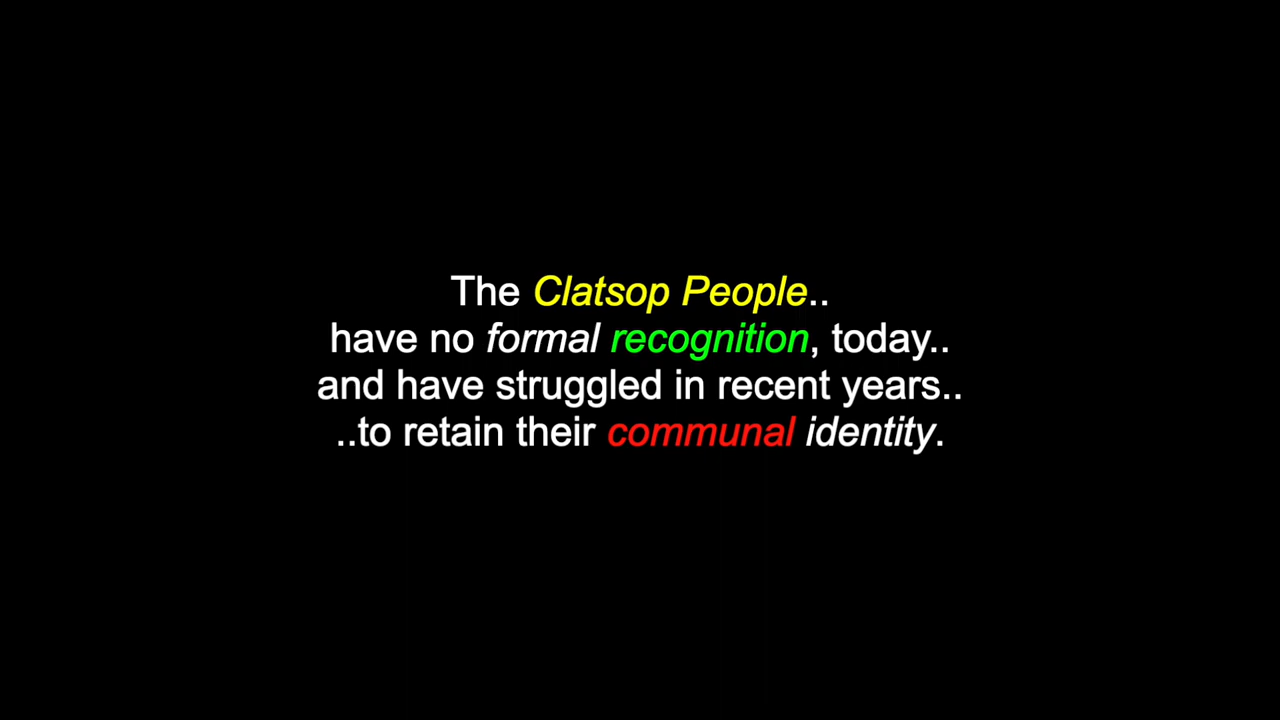 The Clatsop People..
have no formal recognition, today..
and have struggled in recent years..
..to retain their communal identity.